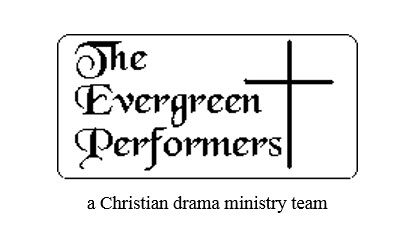 The
Evergreen
Performers
a Christian drama ministry team